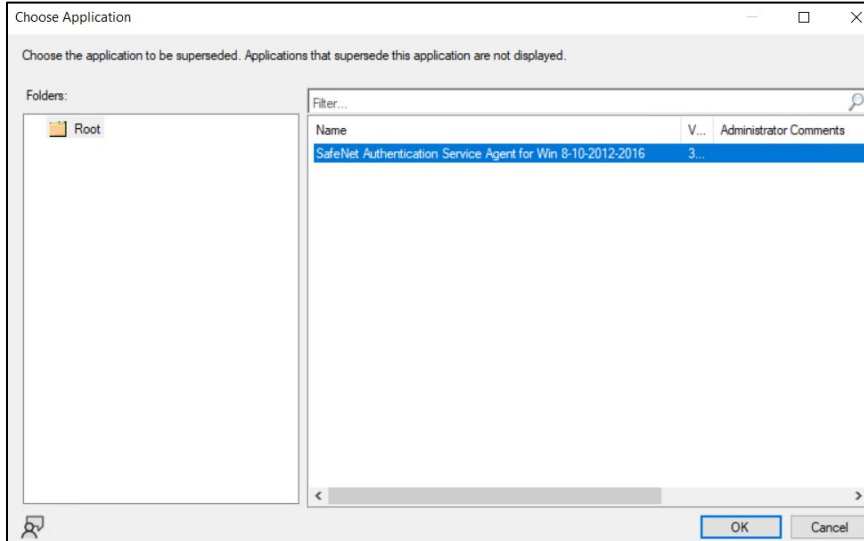 Choose Application
Choose the application to be superseded. Applications that supersede this application are not displayed.
Folders:
Root
Filter...
Name V... Administrator Comments
SafeNet Authentication Service Agent for Win 8-10-2012-2016 3...
OK Cancel